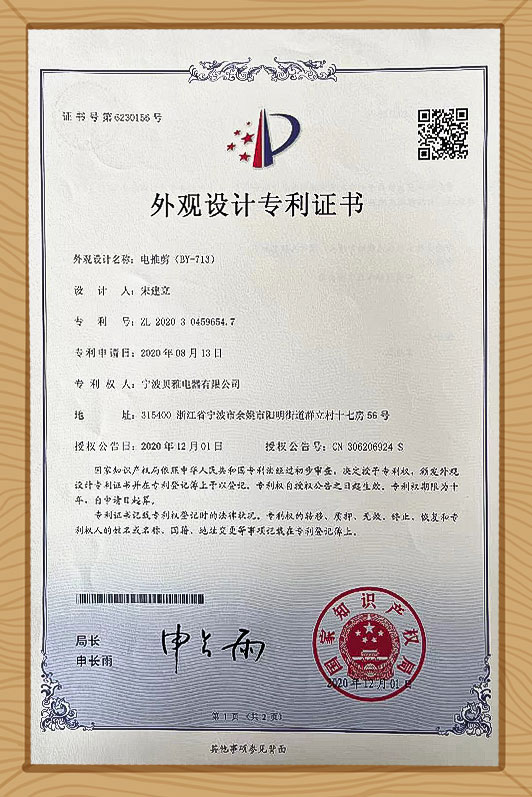 证书号第6230156号
外观设计专利证书
外观设计名称：电推剪（BY-713）
设 计 人：宋建立
专 利 号：ZL 2020 3 0459654.7
专利申请日：2020年08月13日
专 利 权 人：宁波贝雅电器有限公司
地 址：315400 浙江省宁波市余姚市阳明街道群立村十七房56号
授权公告日：2020年12月01日 授权公告号：CN 306206924 S
国家知识产权局依照中华人民共和国专利法经过初步审查，决定授予专利权，颁发外观
设计专利证书并在专利登记簿上予以登记。专利权自授权公告之日起生效。专利权期限为十
年，自申请日起算。
专利证书记载专利权登记时的法律状况。专利权的转移、质押、无效、终止、恢复和专
利权人的姓名或名称、国籍、地址变更等事项记载在专利登记簿上。
局长
申长雨
申长雨
国家知识产权局
2020年12月01日
第1页（共2页）
其他事项参见背面